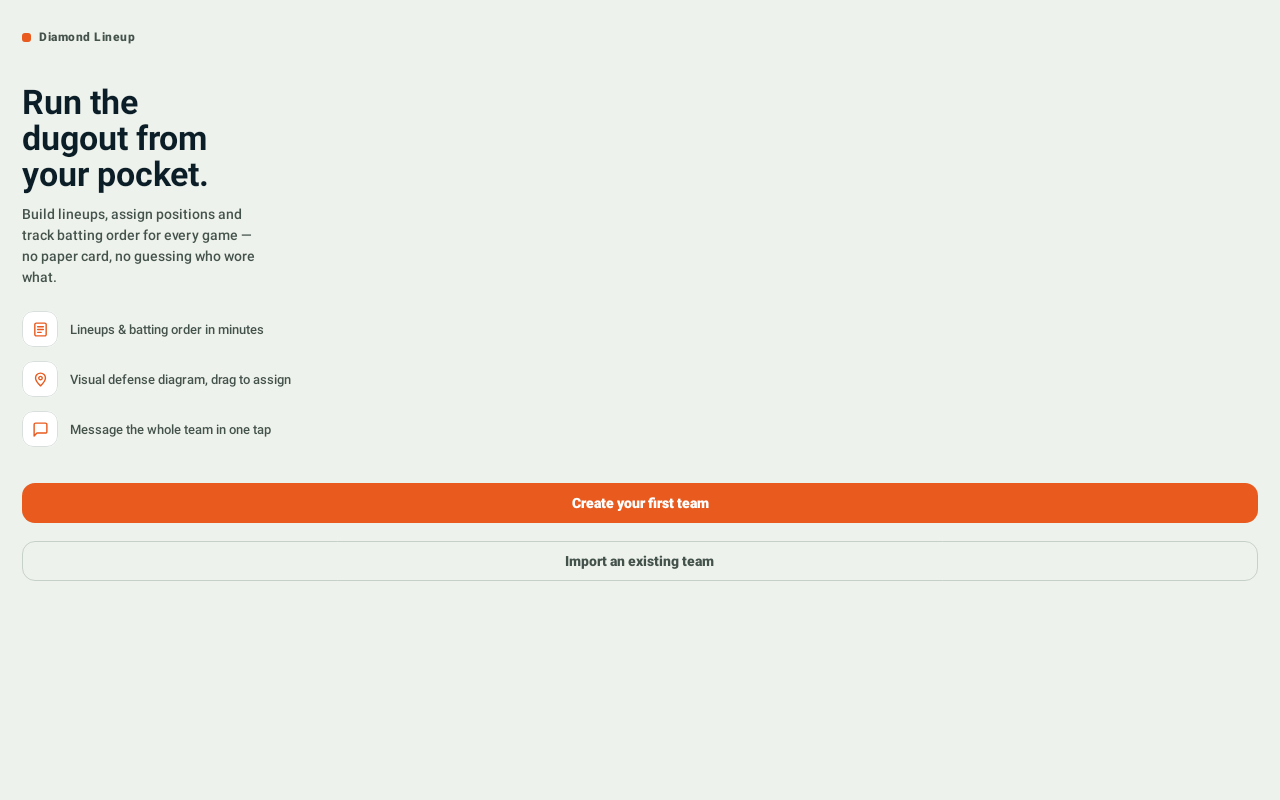 Diamond Lineup
Run the
dugout from
your pocket.
Build lineups, assign positions and
track batting order for every game —
no paper card, no guessing who wore
what.
Lineups & batting order in minutes
Visual defense diagram, drag to assign
Message the whole team in one tap
Create your first team
Import an existing team